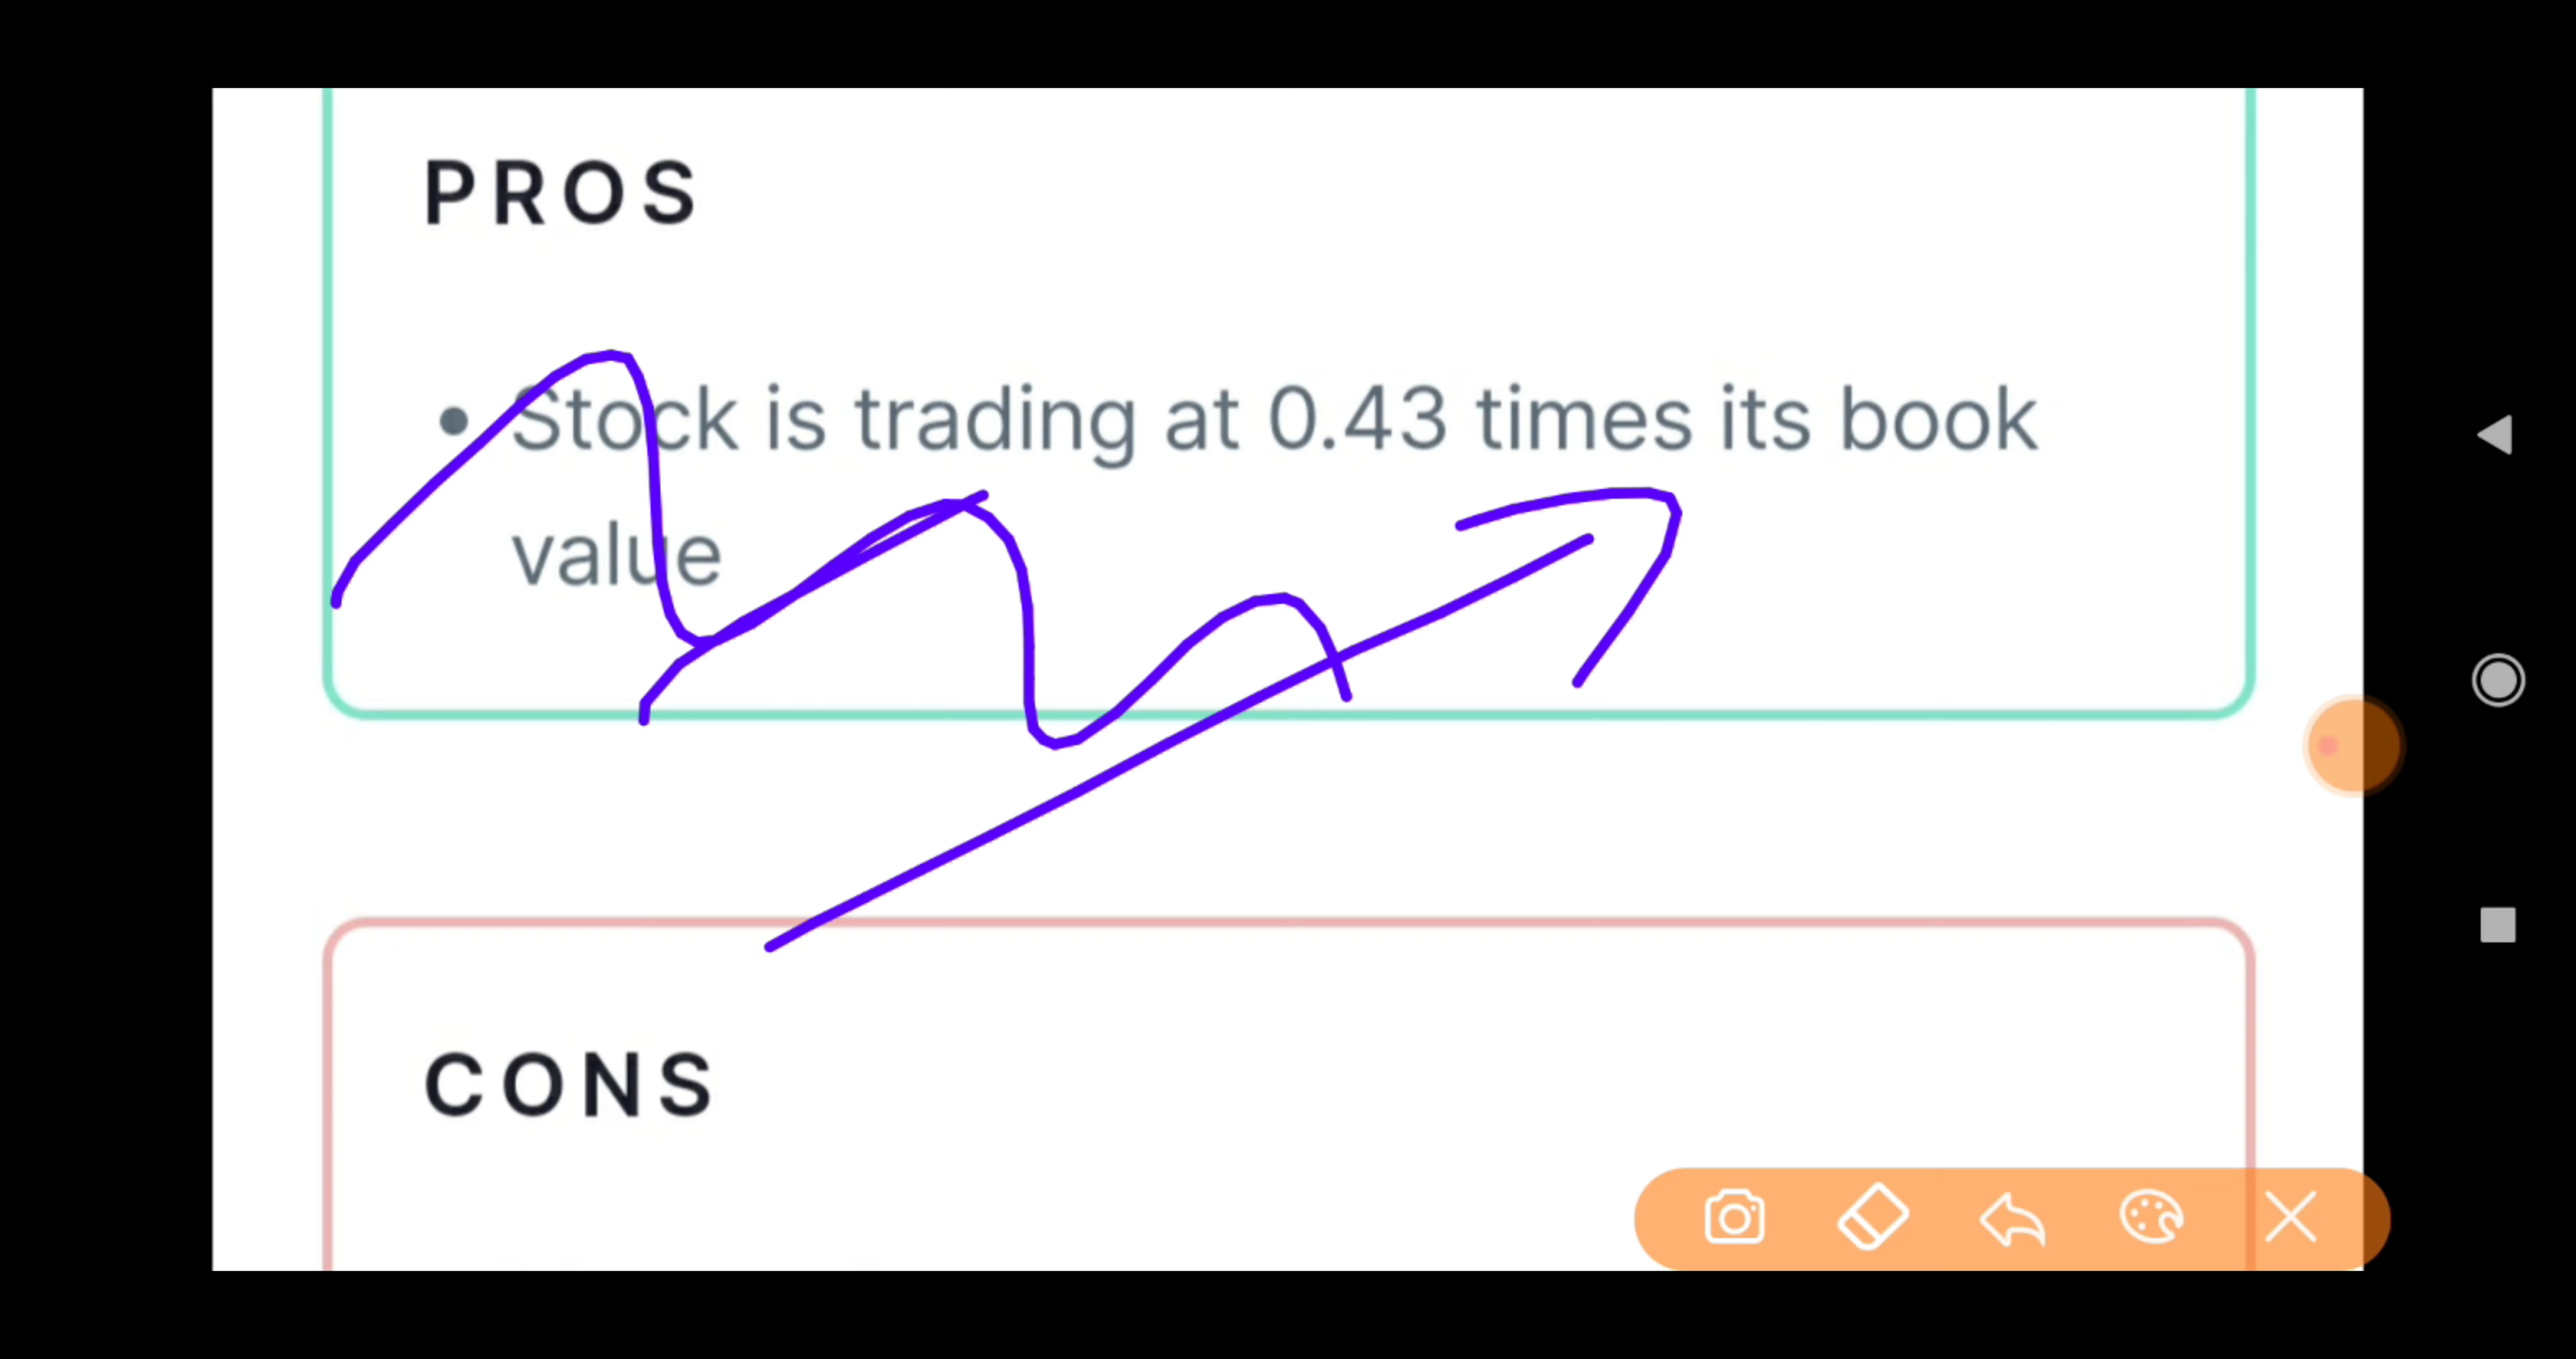 PROS
• Stock is trading at 0.43 times its book
value
CONS